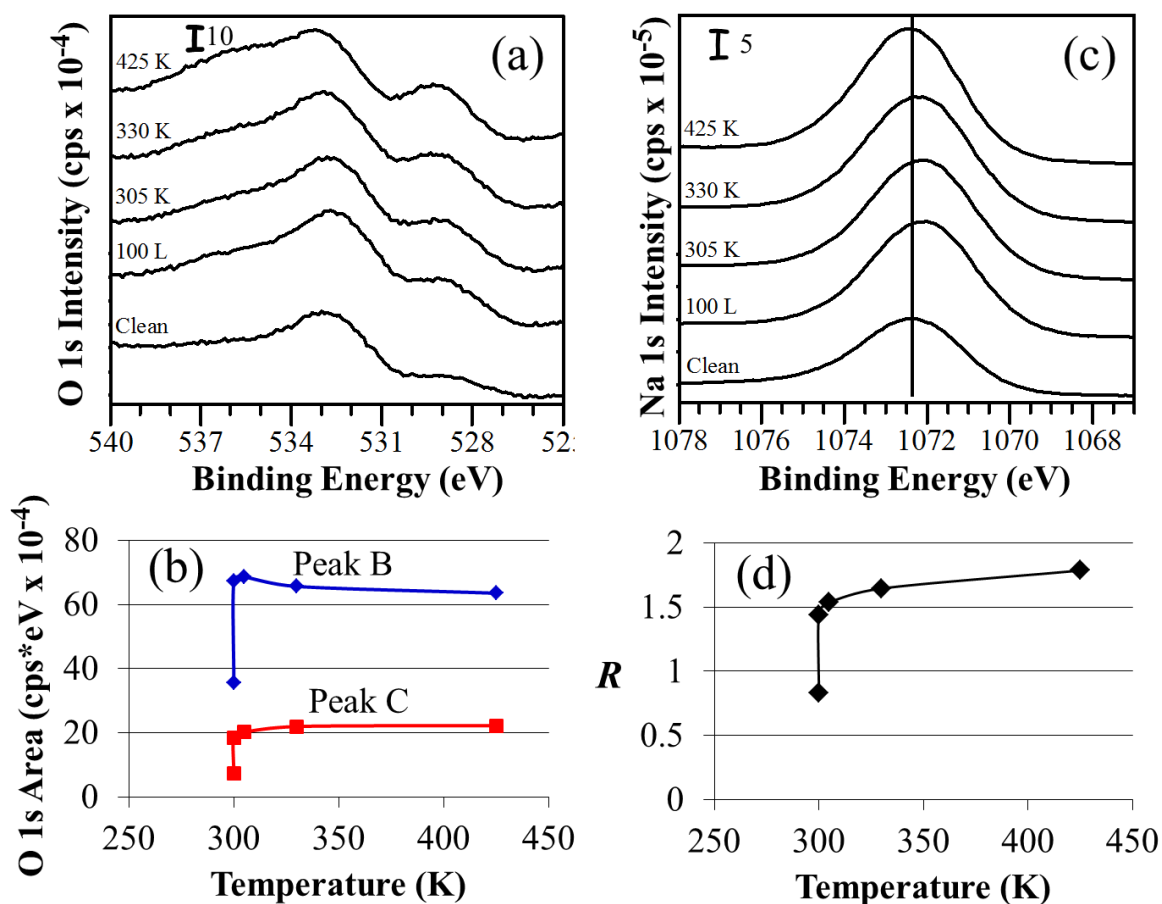 O 1s Intensity (cps x 10-4)
10
(a)
425 K
330 K
305 K
100 L
Clean
540 537 534 531 528 52
Binding Energy (eV)
Na 1s Intensity (cps x 10-5)
5
(c)
425 K
330 K
305 K
100 L
Clean
1078 1076 1074 1072 1070 1068
Binding Energy (eV)
O 1s Area (cps*eV x 10-4)
(b)
Peak B
Peak C
80
60
40
20
0
250 300 350 400 450
Temperature (K)
R
(d)
2
1.5
1
0.5
0
250 300 350 400 450
Temperature (K)